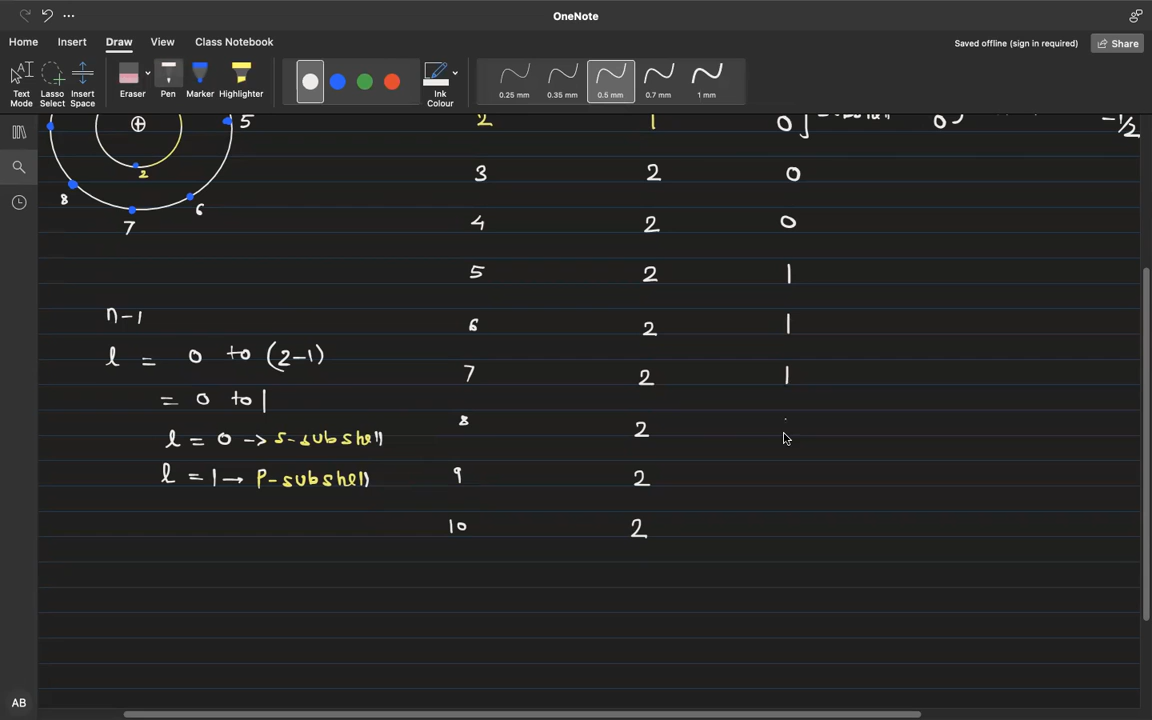 OneNote
Home Insert Draw View Class Notebook
Saved offline (sign in required) Share
Text Mode Lasso Select Insert Space Eraser Pen Marker Highlighter Ink Colour 0.25 mm 0.35 mm 0.5 mm 0.7 mm 1 mm
+ 5 2 1 0 0 -1/2
2
8 6
7
3 2 0
4 2 0
5 2 1
n-1 6 2 1
l = 0 to (2-1)
7 2 1
= 0 to 1
8 2
l = 0 -> s-subshell
l = 1 → P-subshell 9 2
10 2
AB